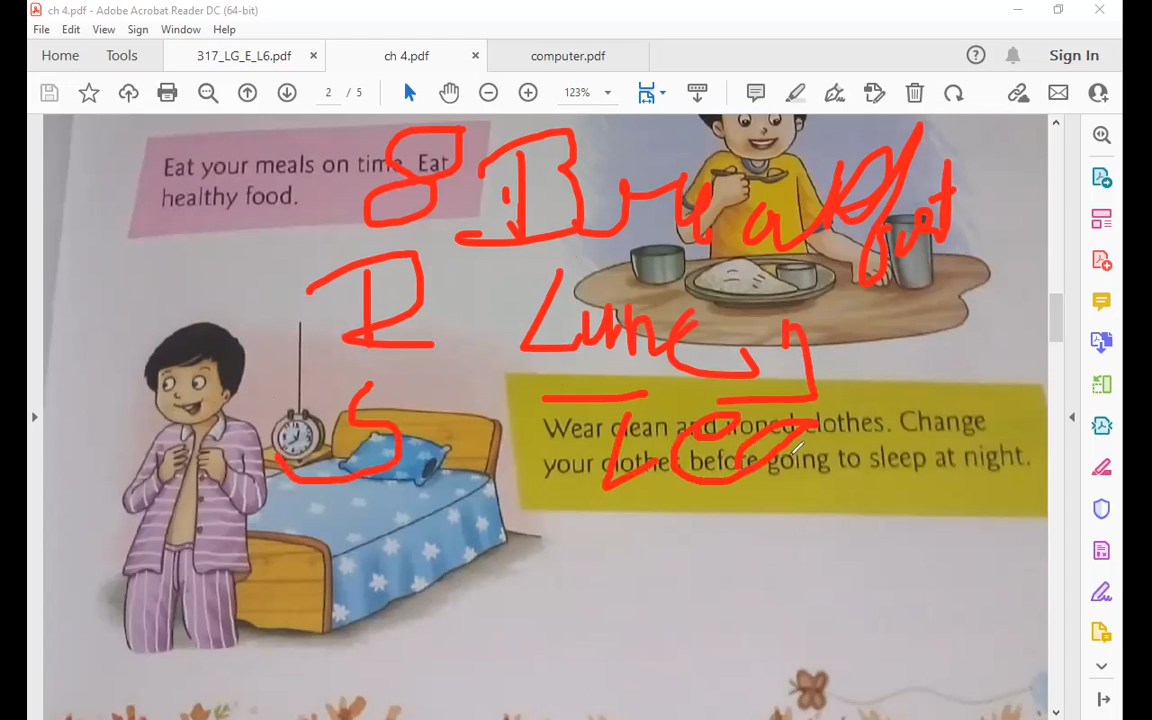 ch 4.pdf - Adobe Acrobat Reader DC (64-bit)
File Edit View Sign Window Help
Home Tools 317_LG_E_L6.pdf × ch 4.pdf × computer.pdf Sign In
2 / 5 123%
Eat your meals on time. Eat
healthy food.
8 Breakfast
Lunch
Wear clean and ironed clothes. Change
your clothes before going to sleep at night.